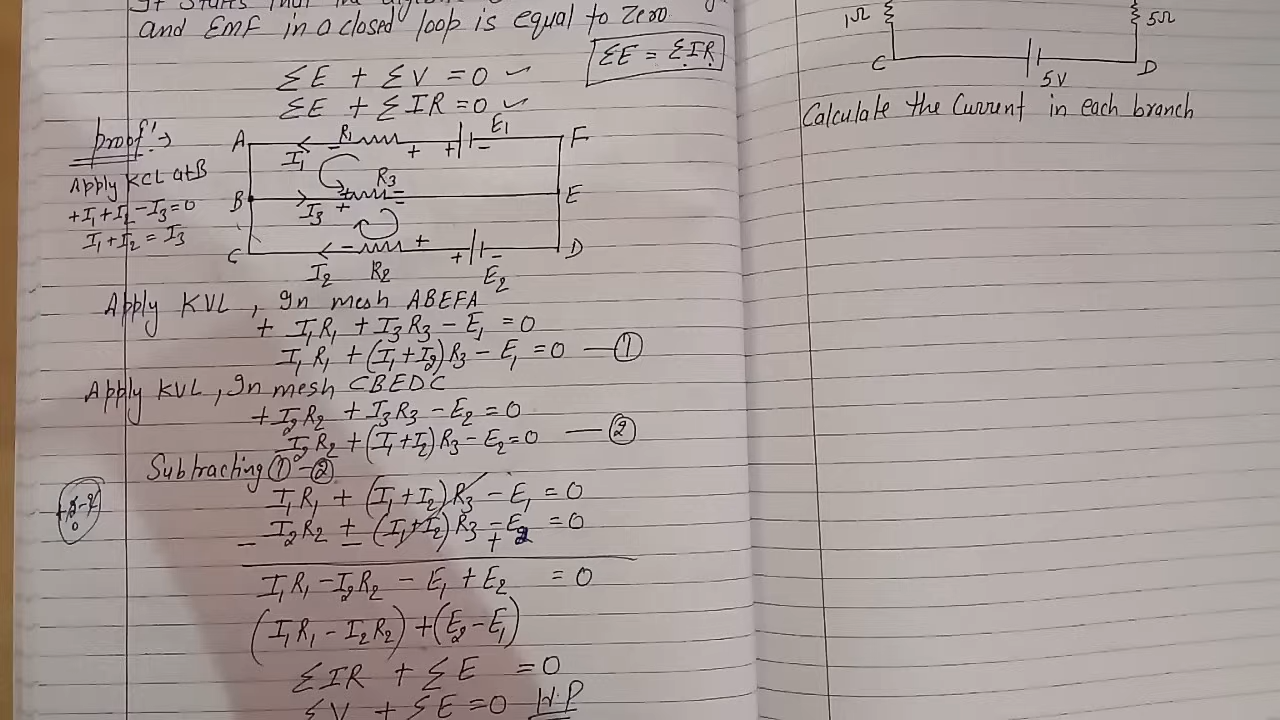 It States that the
and EMF in a closed loop is equal to zero
ΣE = ΣIR
ΣE + ΣV = 0
ΣE + ΣIR = 0
proof:→
Apply KCL at B
+I₁+I₂-I₃=0
I₁+I₂ = I₃
A I₁ - R₁ + + E₁ - F
B I₃ + R₃ - E
C I₂ - R₂ + + E₂ - D
Apply KVL, In mesh ABEFA
+ I₁R₁ + I₃R₃ - E₁ = 0
I₁R₁ + (I₁+I₂)R₃ - E₁ = 0 — ①
Apply KVL, In mesh CBEDC
+I₂R₂ + I₃R₃ - E₂ = 0
I₂R₂ + (I₁+I₂)R₃ - E₂=0 — ②
Subtracting ①-②
I₁R₁ + (I₁+I₂)R₃ - E₁ = 0
I₂R₂ + (I₁+I₂)R₃ - E₂ = 0
- - +
I₁R₁ - I₂R₂ - E₁ + E₂ = 0
(I₁R₁ - I₂R₂) + (E₂-E₁)
ΣIR + ΣE = 0
ΣV + ΣE = 0 H.P
1Ω 5Ω
C 5V D
Calculate the Current in each branch